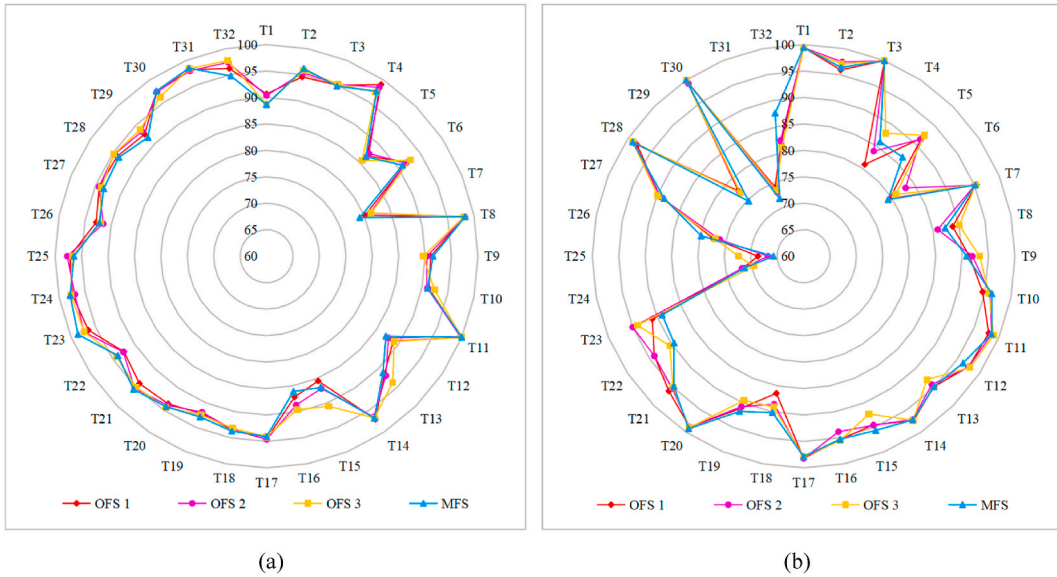 T1
T2
T3
T4
T5
T6
T7
T8
T9
T10
T11
T12
T13
T14
T15
T16
T17
T18
T19
T20
T21
T22
T23
T24
T25
T26
T27
T28
T29
T30
T31
T32
100
95
90
85
80
75
70
65
60
OFS 1 OFS 2 OFS 3 MFS
(a)
T1
T2
T3
T4
T5
T6
T7
T8
T9
T10
T11
T12
T13
T14
T15
T16
T17
T18
T19
T20
T21
T22
T23
T24
T25
T26
T27
T28
T29
T30
T31
T32
100
95
90
85
80
75
70
65
60
OFS 1 OFS 2 OFS 3 MFS
(b)